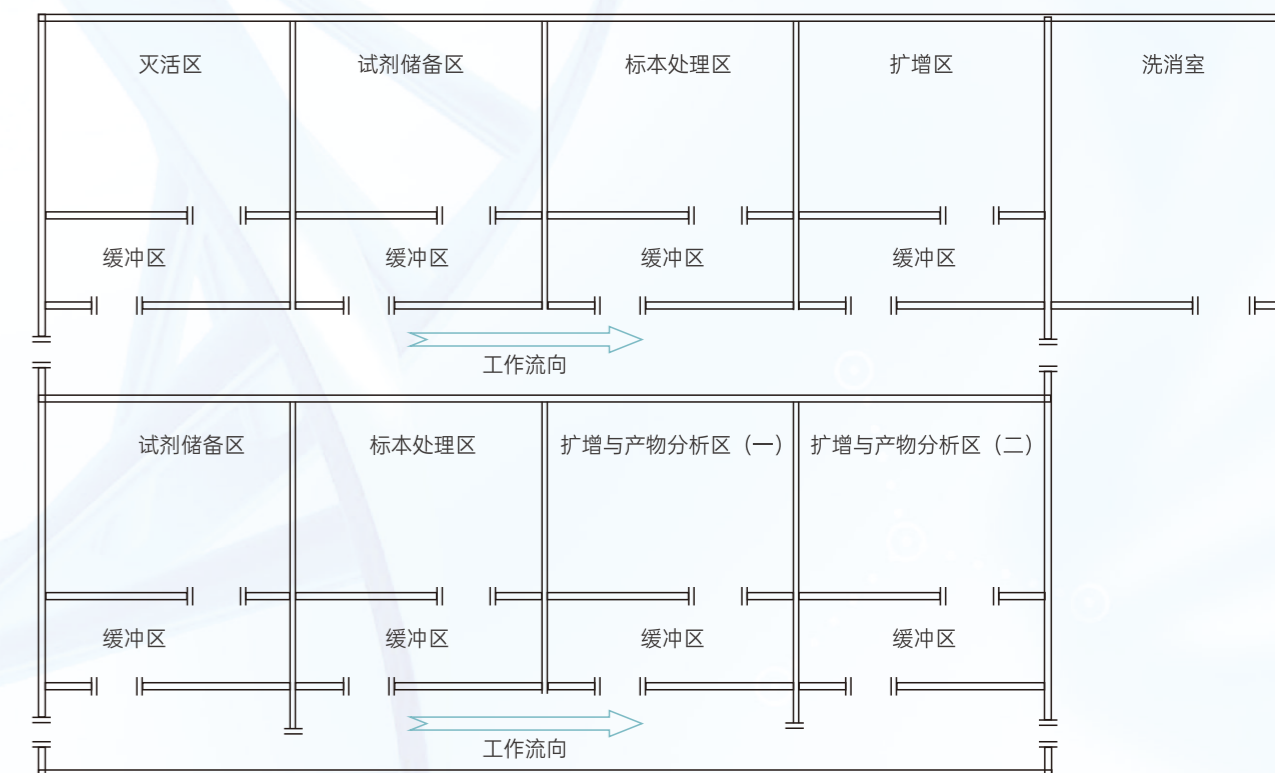 灭活区
试剂储备区
标本处理区
扩增区
洗消室
缓冲区
缓冲区
缓冲区
缓冲区
工作流向
试剂储备区
标本处理区
扩增与产物分析区（一）
扩增与产物分析区（二）
缓冲区
缓冲区
缓冲区
缓冲区
工作流向